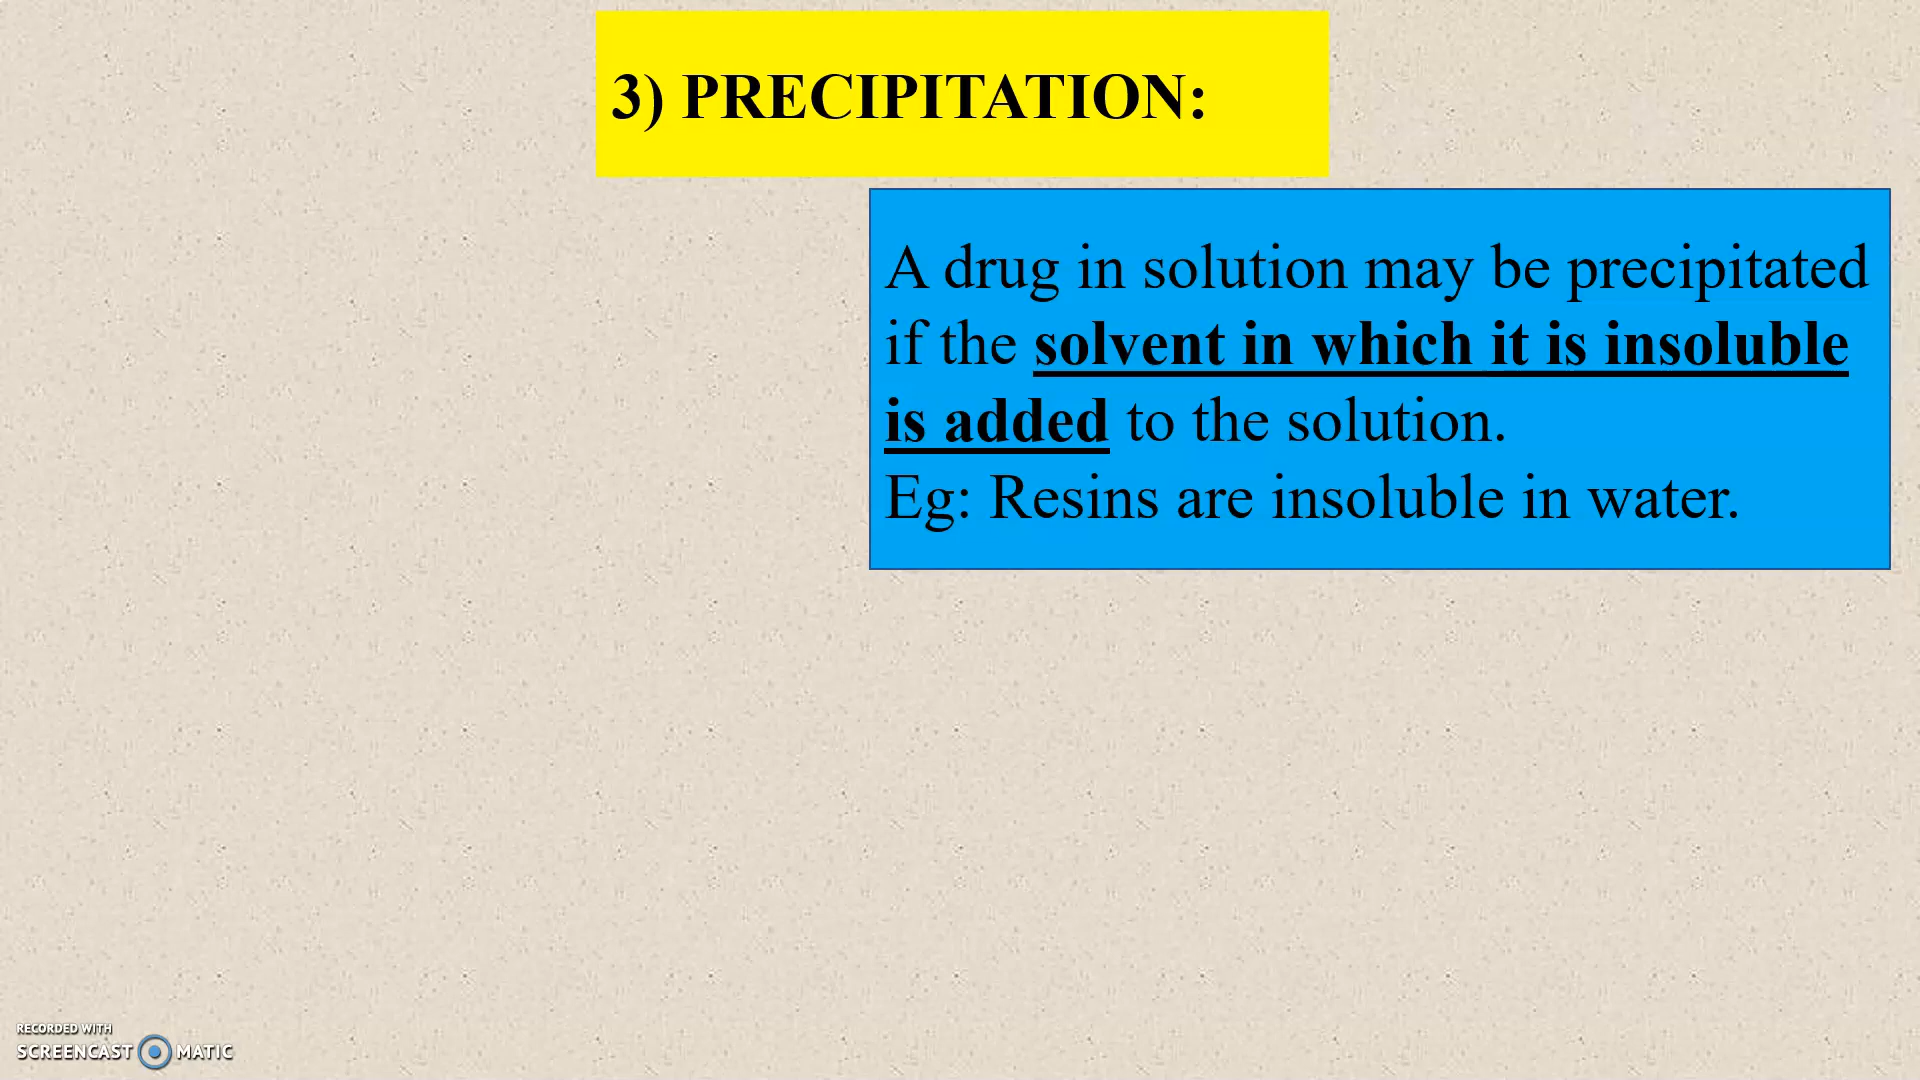 3) PRECIPITATION:
A drug in solution may be precipitated
if the solvent in which it is insoluble
is added to the solution.
Eg: Resins are insoluble in water.
RECORDED WITH
SCREENCAST MATIC